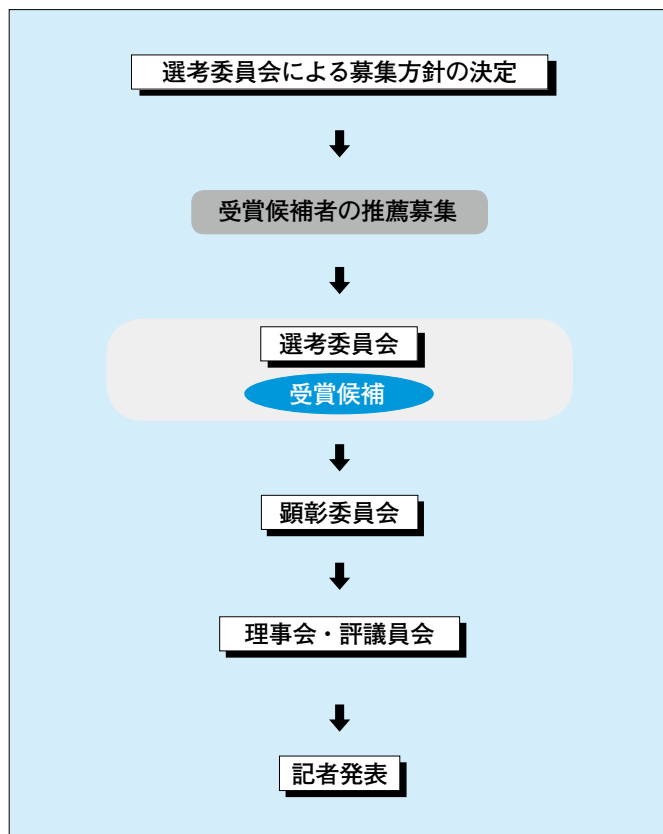 選考委員会による募集方針の決定
受賞候補者の推薦募集
選考委員会
受賞候補
顕彰委員会
理事会・評議員会
記者発表